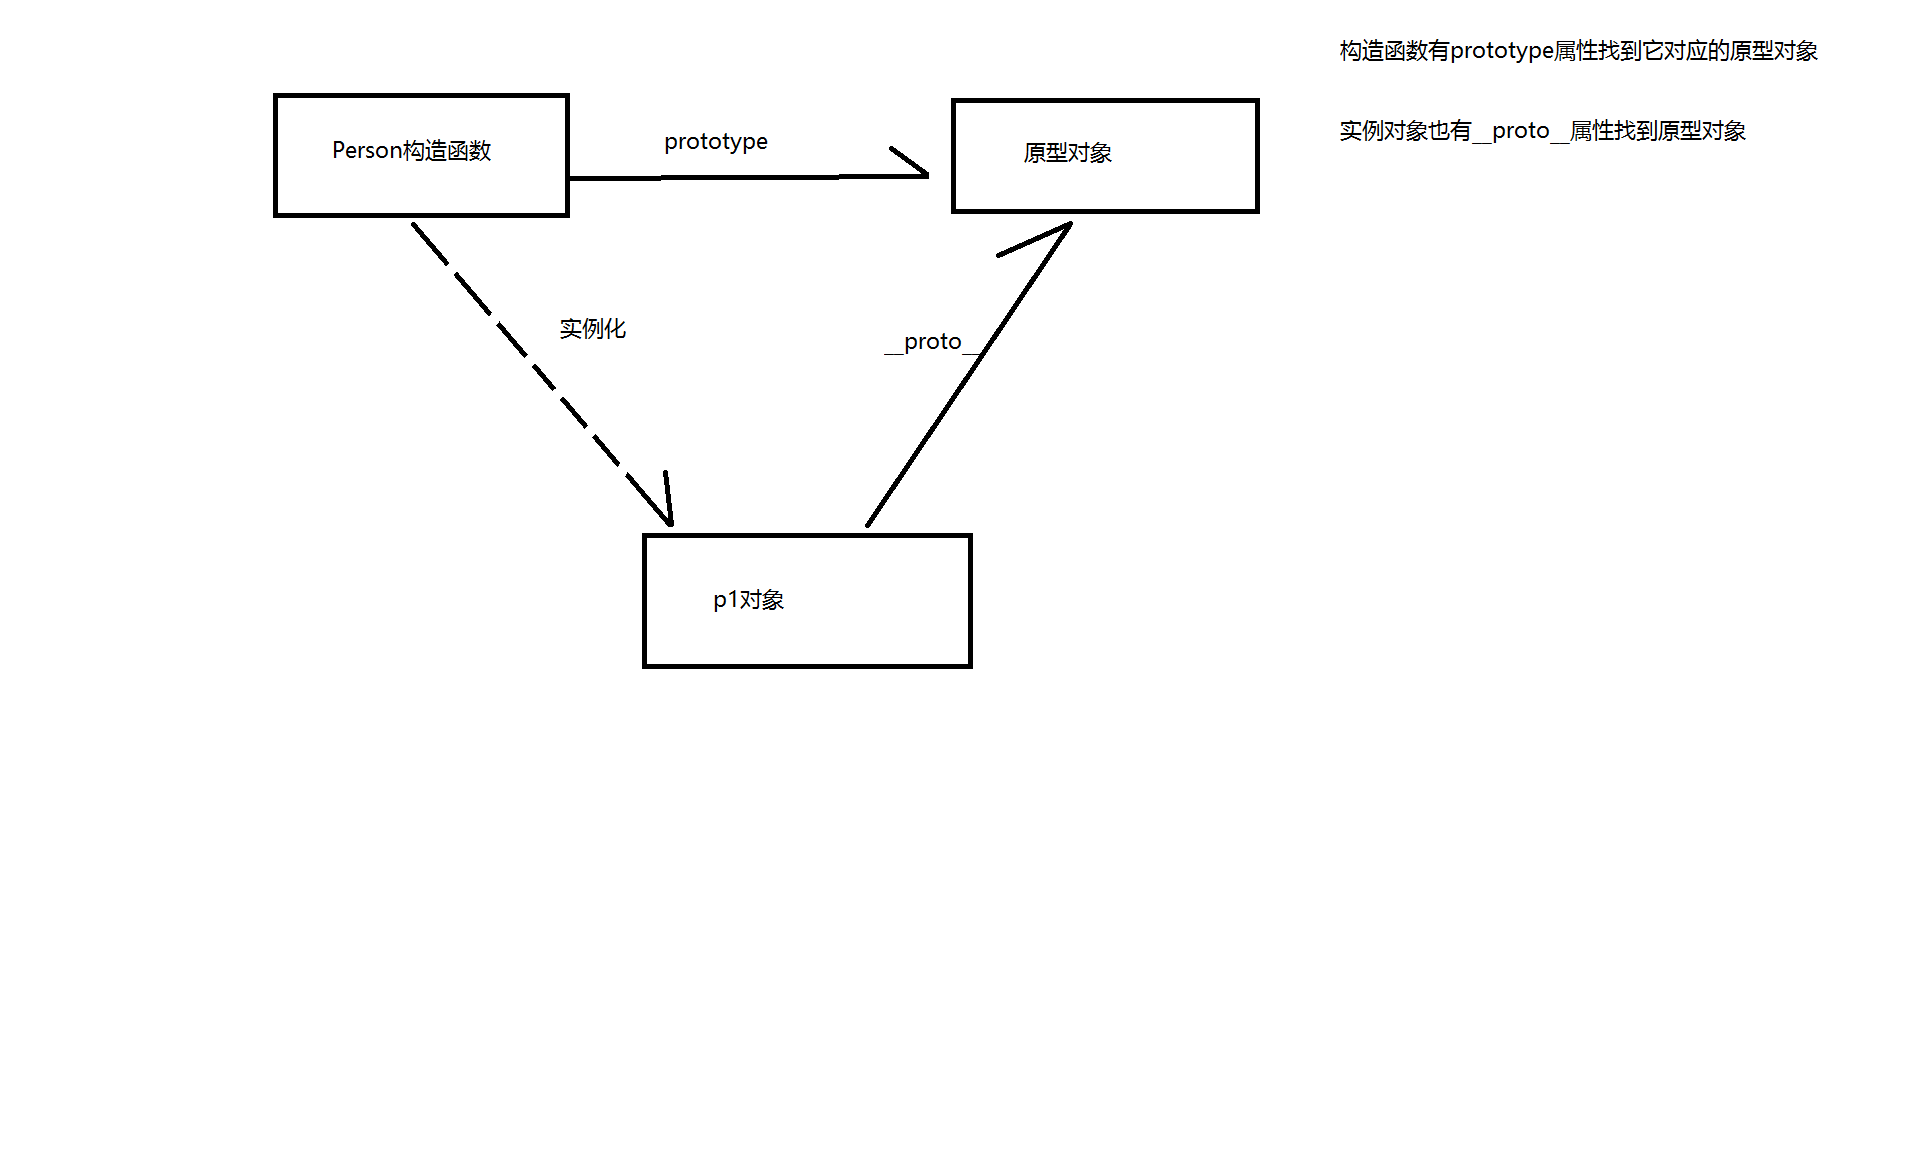 构造函数有prototype属性找到它对应的原型对象
实例对象也有__proto__属性找到原型对象
Person构造函数
prototype
原型对象
实例化
__proto__
p1对象